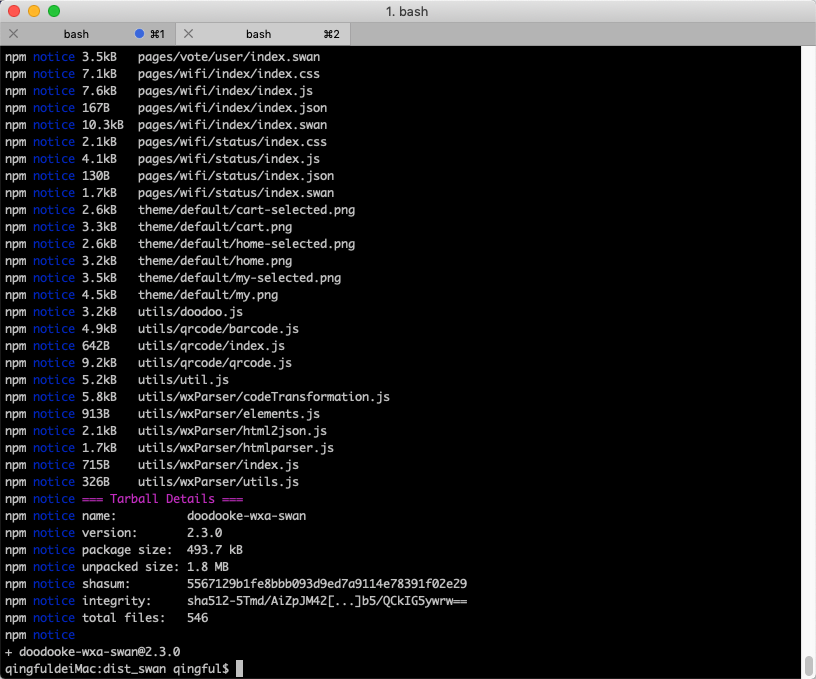 1. bash
bash ⌘1 bash ⌘2
npm notice 3.5kB pages/vote/user/index.swan
npm notice 7.1kB pages/wifi/index/index.css
npm notice 7.6kB pages/wifi/index/index.js
npm notice 167B pages/wifi/index/index.json
npm notice 10.3kB pages/wifi/index/index.swan
npm notice 2.1kB pages/wifi/status/index.css
npm notice 4.1kB pages/wifi/status/index.js
npm notice 130B pages/wifi/status/index.json
npm notice 1.7kB pages/wifi/status/index.swan
npm notice 2.6kB theme/default/cart-selected.png
npm notice 3.3kB theme/default/cart.png
npm notice 2.6kB theme/default/home-selected.png
npm notice 3.2kB theme/default/home.png
npm notice 3.5kB theme/default/my-selected.png
npm notice 4.5kB theme/default/my.png
npm notice 3.2kB utils/doodoo.js
npm notice 4.9kB utils/qrcode/barcode.js
npm notice 642B utils/qrcode/index.js
npm notice 9.2kB utils/qrcode/qrcode.js
npm notice 5.2kB utils/util.js
npm notice 5.8kB utils/wxParser/codeTransformation.js
npm notice 913B utils/wxParser/elements.js
npm notice 2.1kB utils/wxParser/html2json.js
npm notice 1.7kB utils/wxParser/htmlparser.js
npm notice 715B utils/wxParser/index.js
npm notice 326B utils/wxParser/utils.js
npm notice === Tarball Details ===
npm notice name: doodooke-wxa-swan
npm notice version: 2.3.0
npm notice package size: 493.7 kB
npm notice unpacked size: 1.8 MB
npm notice shasum: 5567129b1fe8bbb093d9ed7a9114e78391f02e29
npm notice integrity: sha512-5Tmd/AiZpJM42[...]b5/QCkIG5ywrw==
npm notice total files: 546
npm notice
+ doodooke-wxa-swan@2.3.0
qingfuldeiMac:dist_swan qingful$